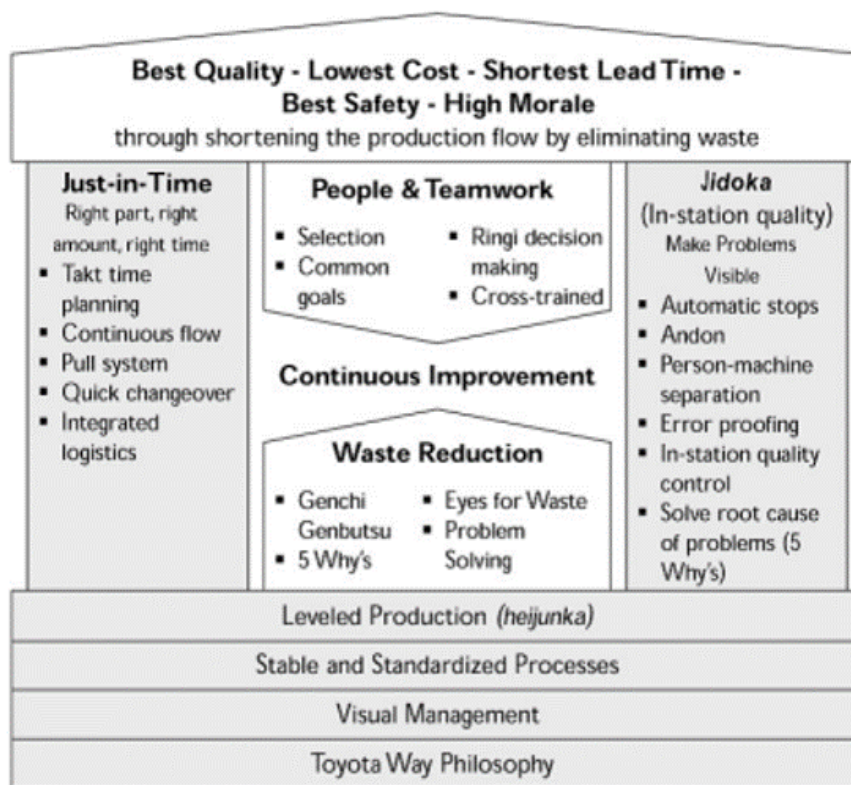 Best Quality - Lowest Cost - Shortest Lead Time -
Best Safety - High Morale
through shortening the production flow by eliminating waste
Just-in-Time
Right part, right
amount, right time
▪ Takt time
planning
▪ Continuous flow
▪ Pull system
▪ Quick changeover
▪ Integrated
logistics
People & Teamwork
▪ Selection
▪ Common
goals
▪ Ringi decision
making
▪ Cross-trained
Continuous Improvement
Waste Reduction
▪ Genchi
Genbutsu
▪ 5 Why's
▪ Eyes for Waste
▪ Problem
Solving
Jidoka
(In-station quality)
Make Problems
Visible
▪ Automatic stops
▪ Andon
▪ Person-machine
separation
▪ Error proofing
▪ In-station quality
control
▪ Solve root cause
of problems (5
Why's)
Leveled Production (heijunka)
Stable and Standardized Processes
Visual Management
Toyota Way Philosophy